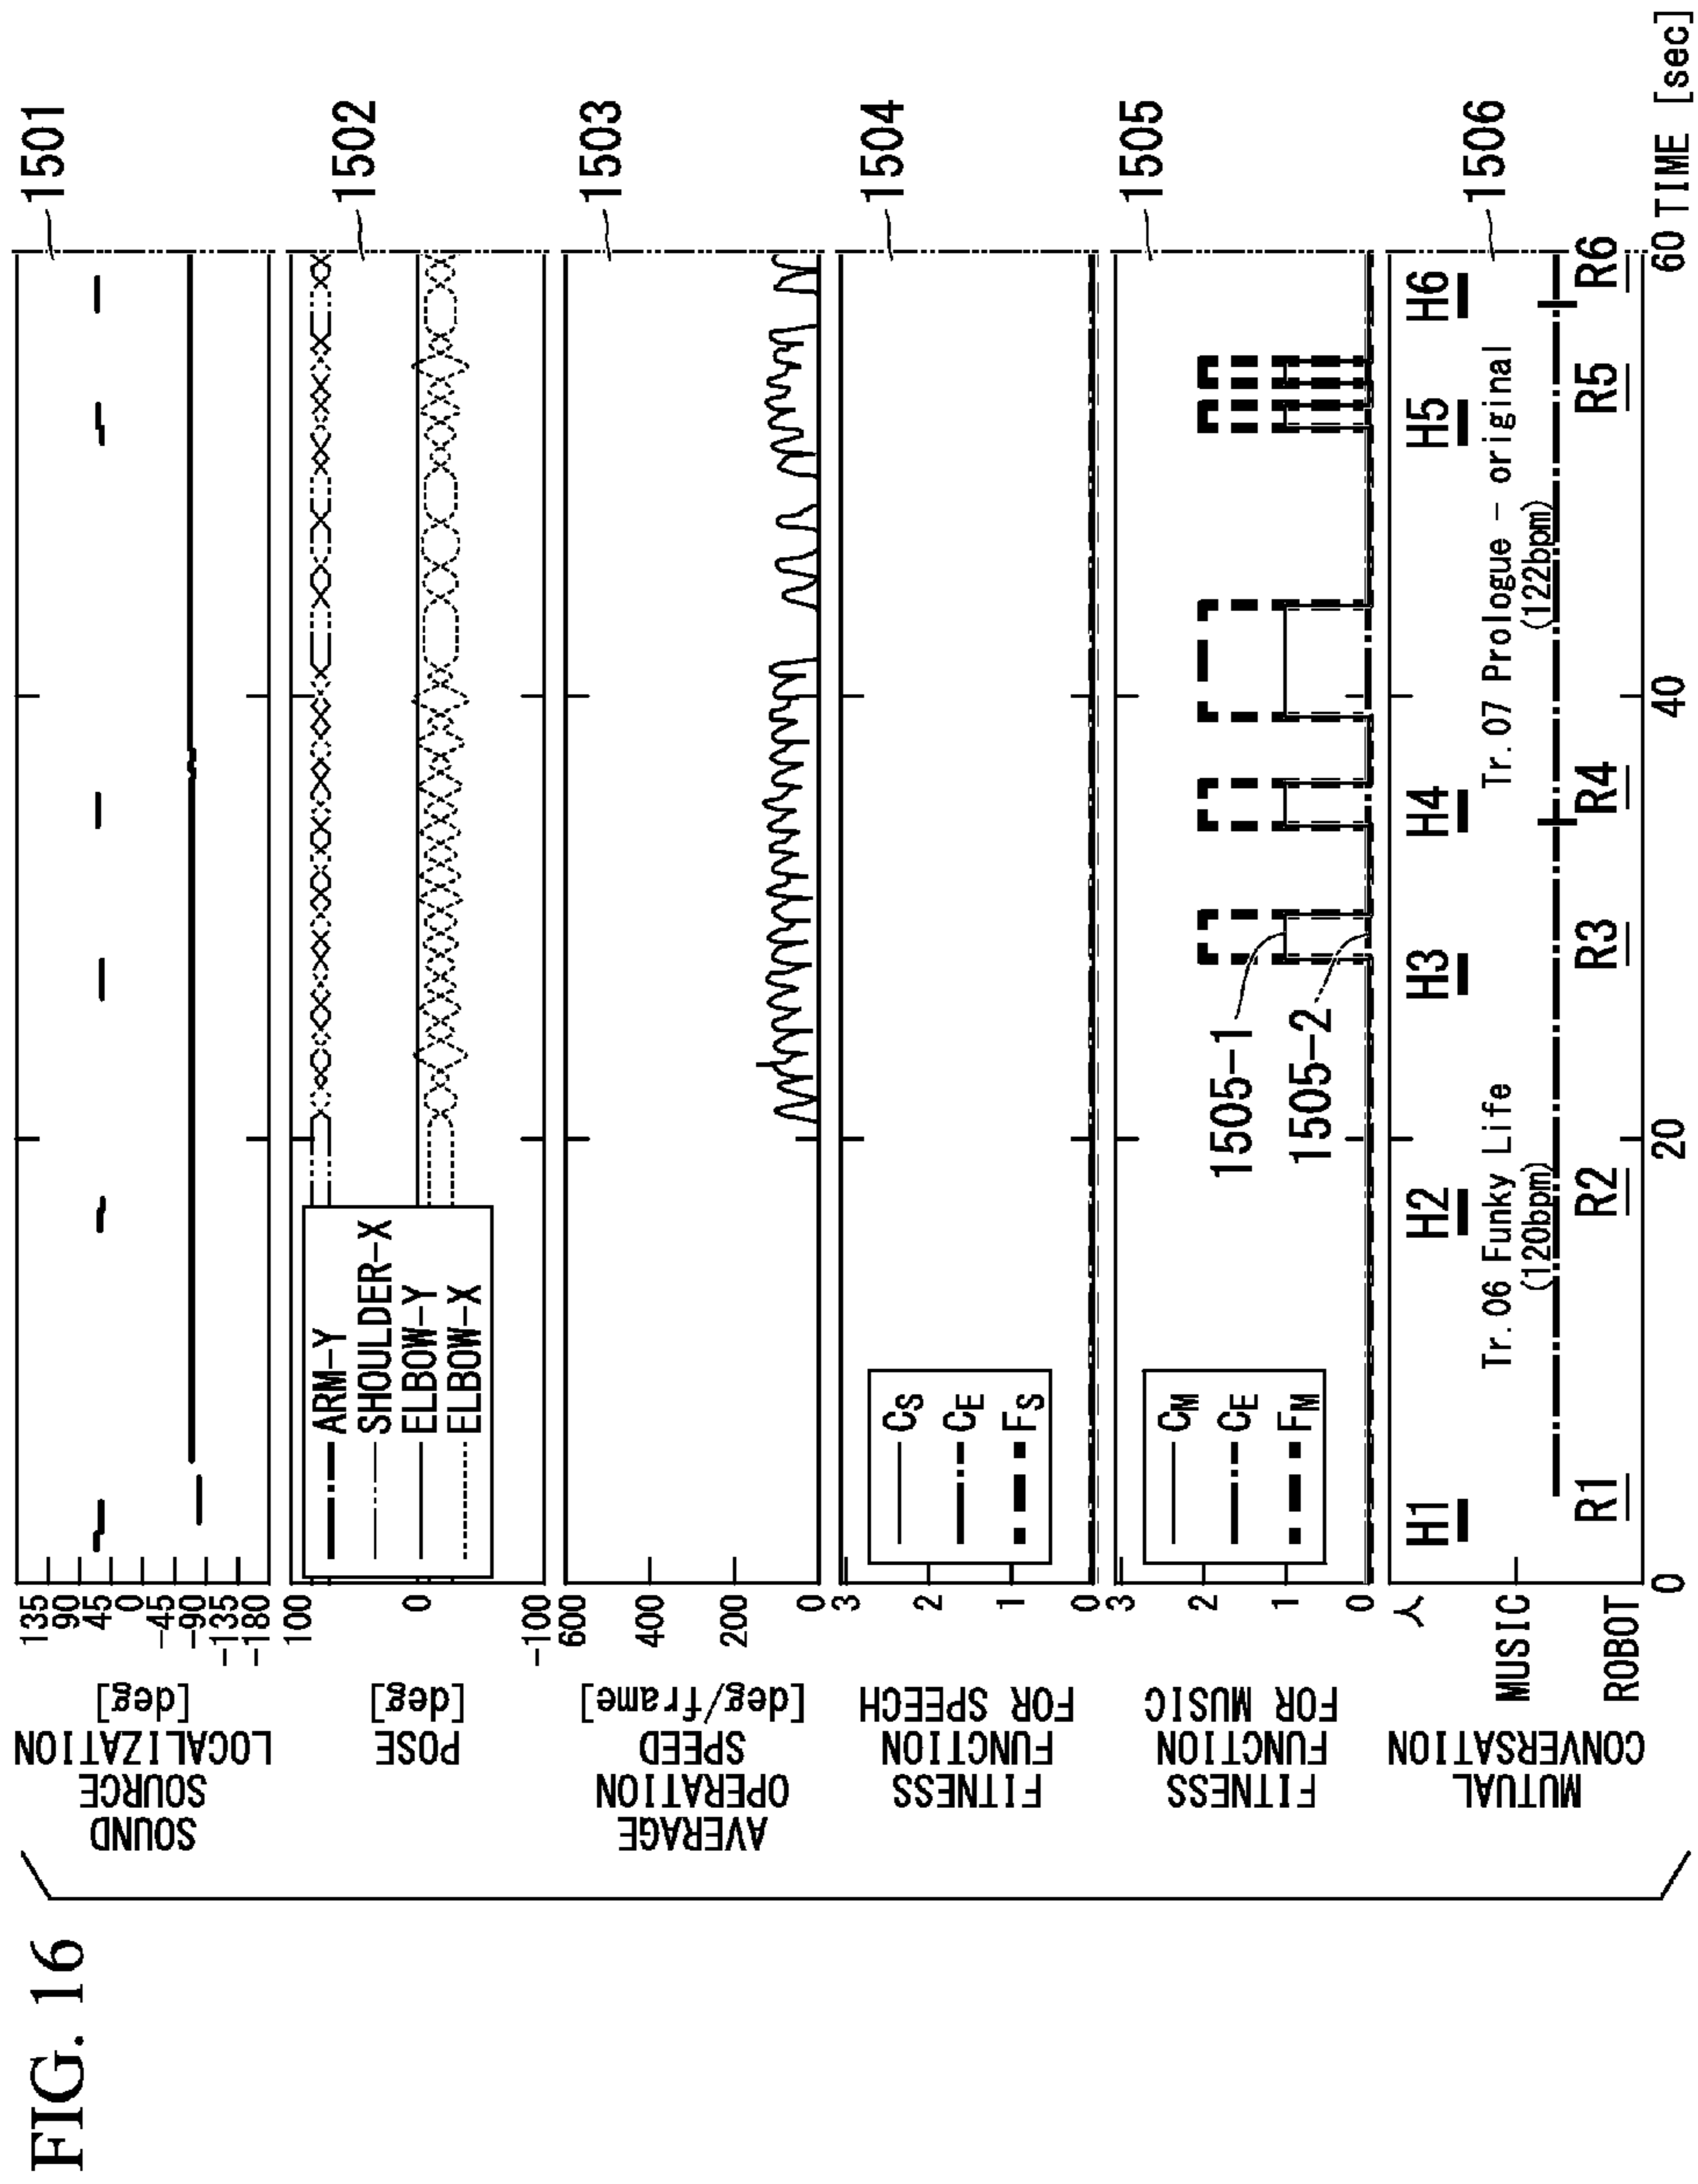 FIG. 16
SOUND
SOURCE
LOCALIZATION
[deg]
135
90
45
0
-45
-90
-135
-180
1501
POSE
[deg]
100
0
-100
ARM-Y
SHOULDER-X
ELBOW-Y
ELBOW-X
1502
AVERAGE
OPERATION
SPEED
[deg/frame]
600
400
200
0
1503
FITNESS
FUNCTION
FOR SPEECH
3
2
1
0
CS
CE
FS
1504
FITNESS
FUNCTION
FOR MUSIC
3
2
1
0
CM
CE
FM
1505-1
1505-2
1505
MUTUAL
CONVERSATION
人
MUSIC
ROBOT
H1 H2 H3 H4 H5 H6
Tr.06 Funky Life
(120bpm)
Tr.07 Prologue - original
(122bpm)
R1 R2 R3 R4 R5 R6
1506
0 20 40 60 TIME [sec]